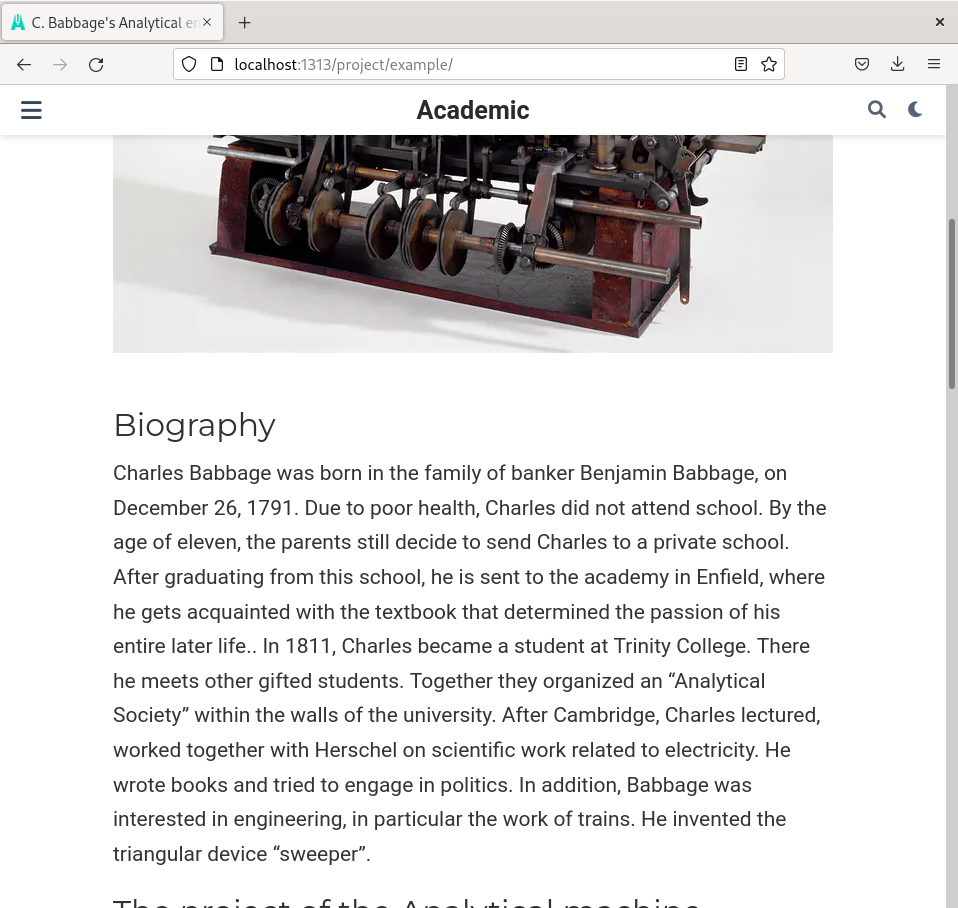 C. Babbage's Analytical en
localhost:1313/project/example/
Academic
Biography
Charles Babbage was born in the family of banker Benjamin Babbage, on
December 26, 1791. Due to poor health, Charles did not attend school. By the
age of eleven, the parents still decide to send Charles to a private school.
After graduating from this school, he is sent to the academy in Enfield, where
he gets acquainted with the textbook that determined the passion of his
entire later life.. In 1811, Charles became a student at Trinity College. There
he meets other gifted students. Together they organized an “Analytical
Society” within the walls of the university. After Cambridge, Charles lectured,
worked together with Herschel on scientific work related to electricity. He
wrote books and tried to engage in politics. In addition, Babbage was
interested in engineering, in particular the work of trains. He invented the
triangular device “sweeper”.
The project of the Analytical machine